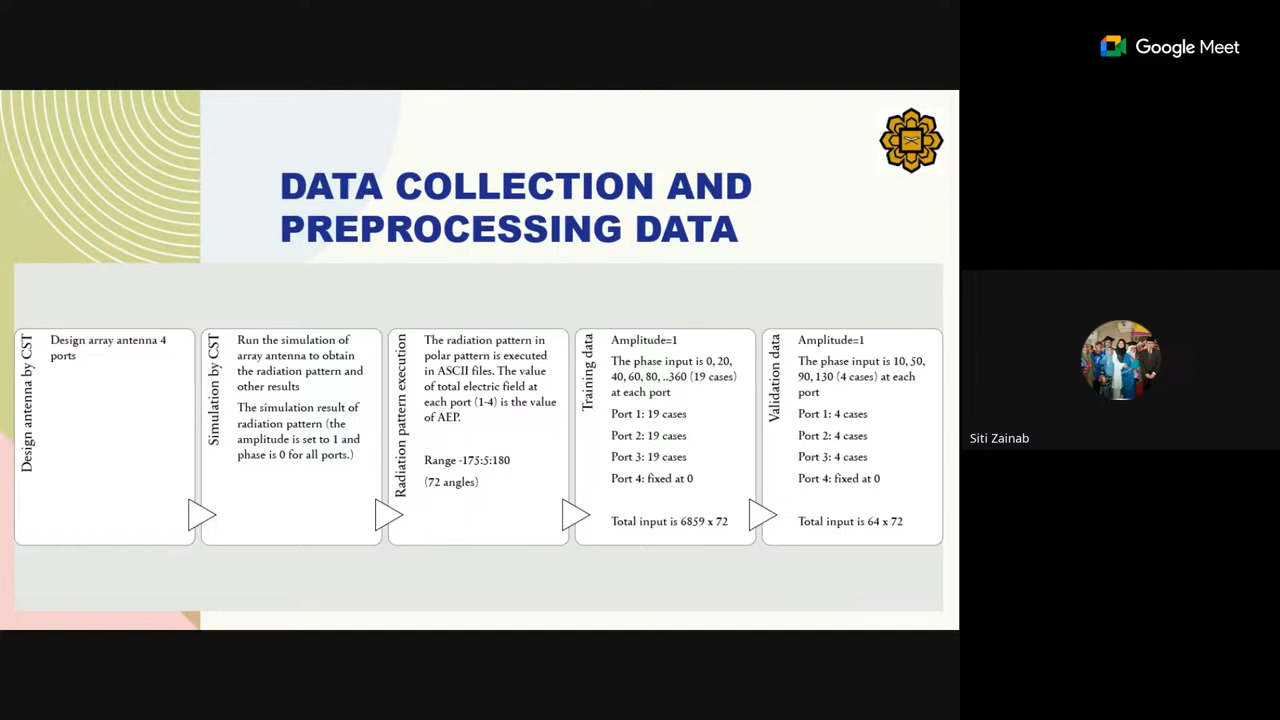 Google Meet
DATA COLLECTION AND
PREPROCESSING DATA
Design antenna by CST
Design array antenna 4
ports
Simulation by CST
Run the simulation of
array antenna to obtain
the radiation pattern and
other results
The simulation result of
radiation pattern (the
amplitude is set to 1 and
phase is 0 for all ports.)
Radiation pattern execution
The radiation pattern in
polar pattern is executed
in ASCII files. The value
of total electric field at
each port (1-4) is the value
of AEP.
Range -175:5:180
(72 angles)
Training data
Amplitude=1
The phase input is 0, 20,
40, 60, 80, ..360 (19 cases)
at each port
Port 1: 19 cases
Port 2: 19 cases
Port 3: 19 cases
Port 4: fixed at 0
Total input is 6859 x 72
Validation data
Amplitude=1
The phase input is 10, 50,
90, 130 (4 cases) at each
port
Port 1: 4 cases
Port 2: 4 cases
Port 3: 4 cases
Port 4: fixed at 0
Total input is 64 x 72
Siti Zainab